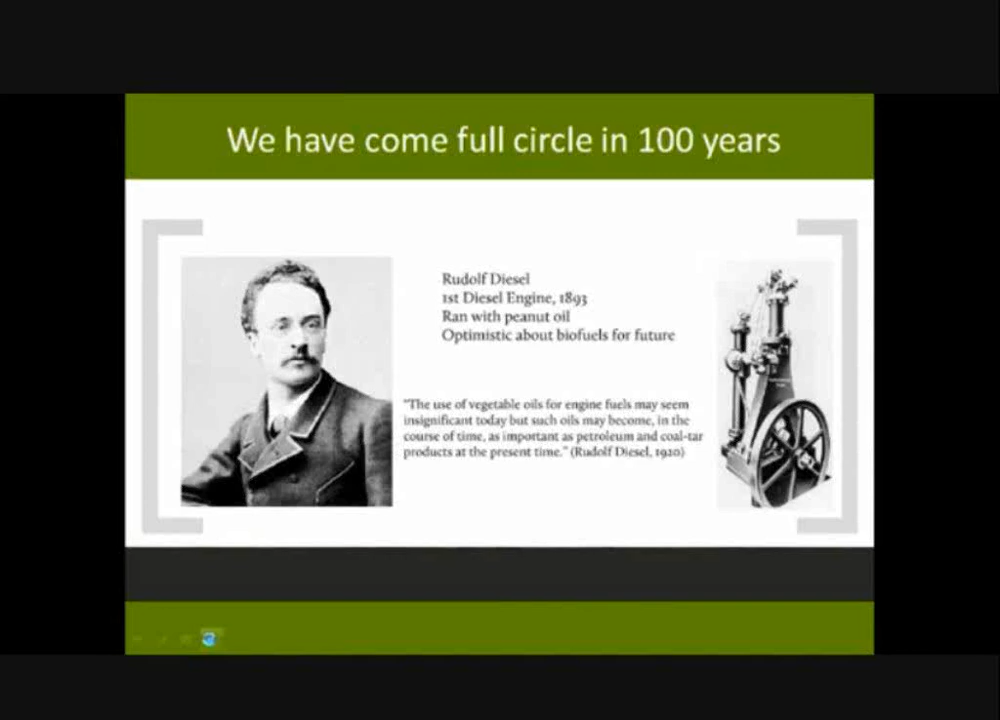 We have come full circle in 100 years
Rudolf Diesel
1st Diesel Engine, 1893
Ran with peanut oil
Optimistic about biofuels for future
"The use of vegetable oils for engine fuels may seem
insignificant today but such oils may become, in the
course of time, as important as petroleum and coal-tar
products at the present time." (Rudolf Diesel, 1920)